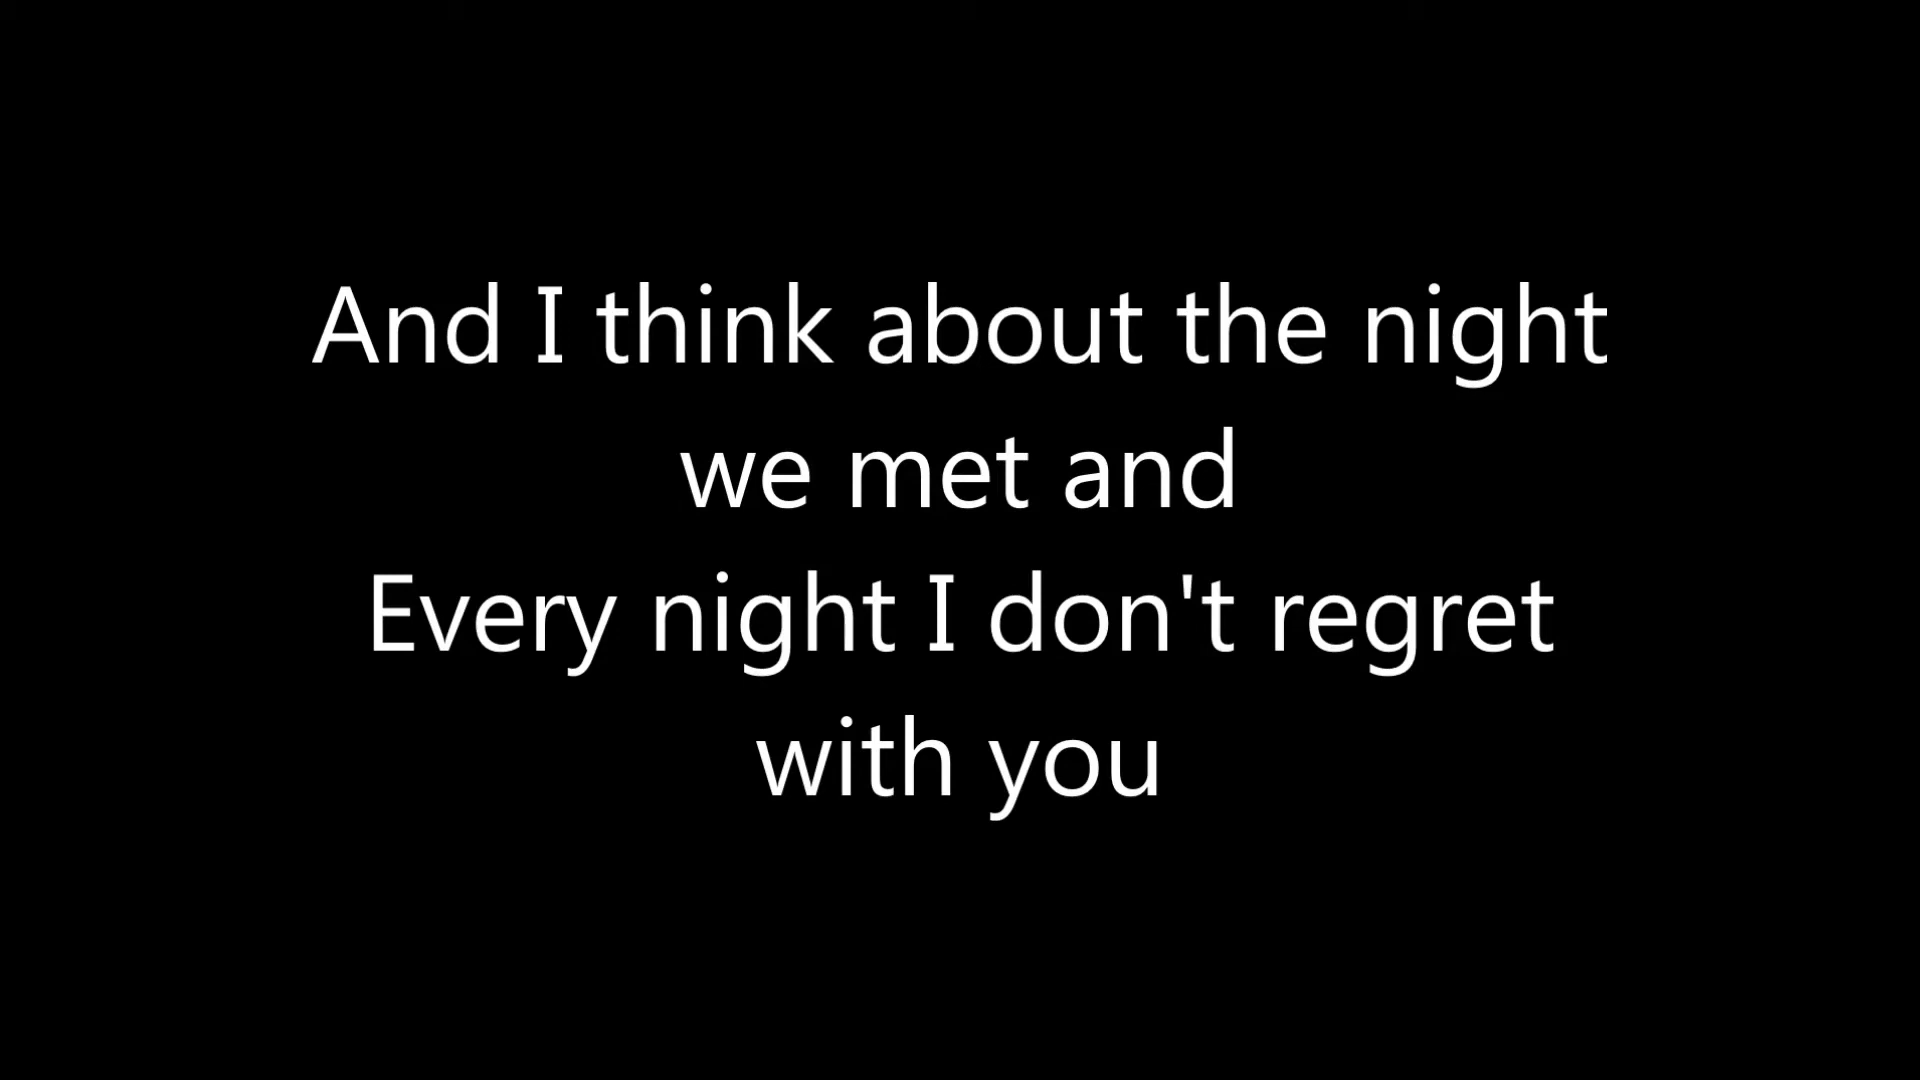 And I think about the night
we met and
Every night I don't regret
with you